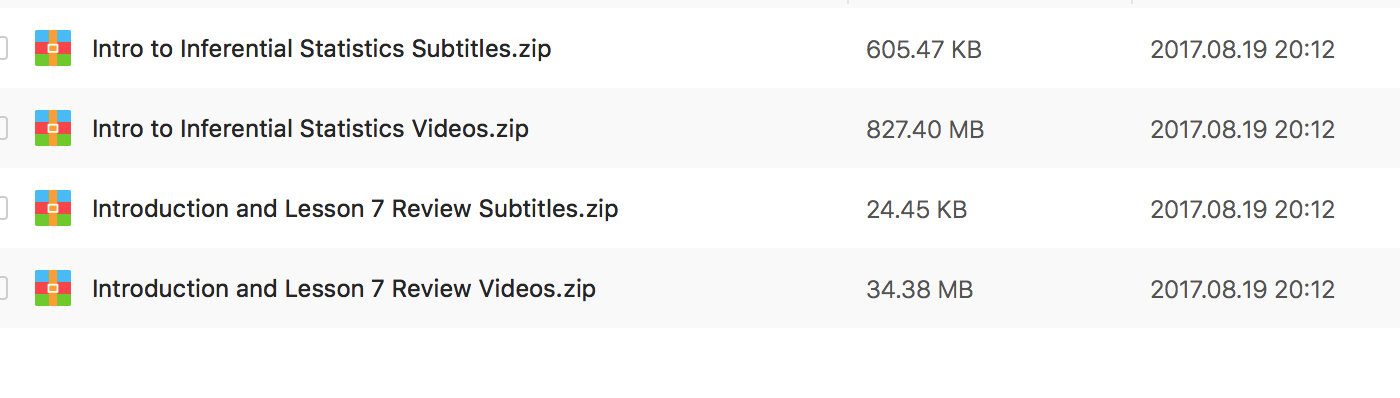 Intro to Inferential Statistics Subtitles.zip 605.47 KB 2017.08.19 20:12
Intro to Inferential Statistics Videos.zip 827.40 MB 2017.08.19 20:12
Introduction and Lesson 7 Review Subtitles.zip 24.45 KB 2017.08.19 20:12
Introduction and Lesson 7 Review Videos.zip 34.38 MB 2017.08.19 20:12